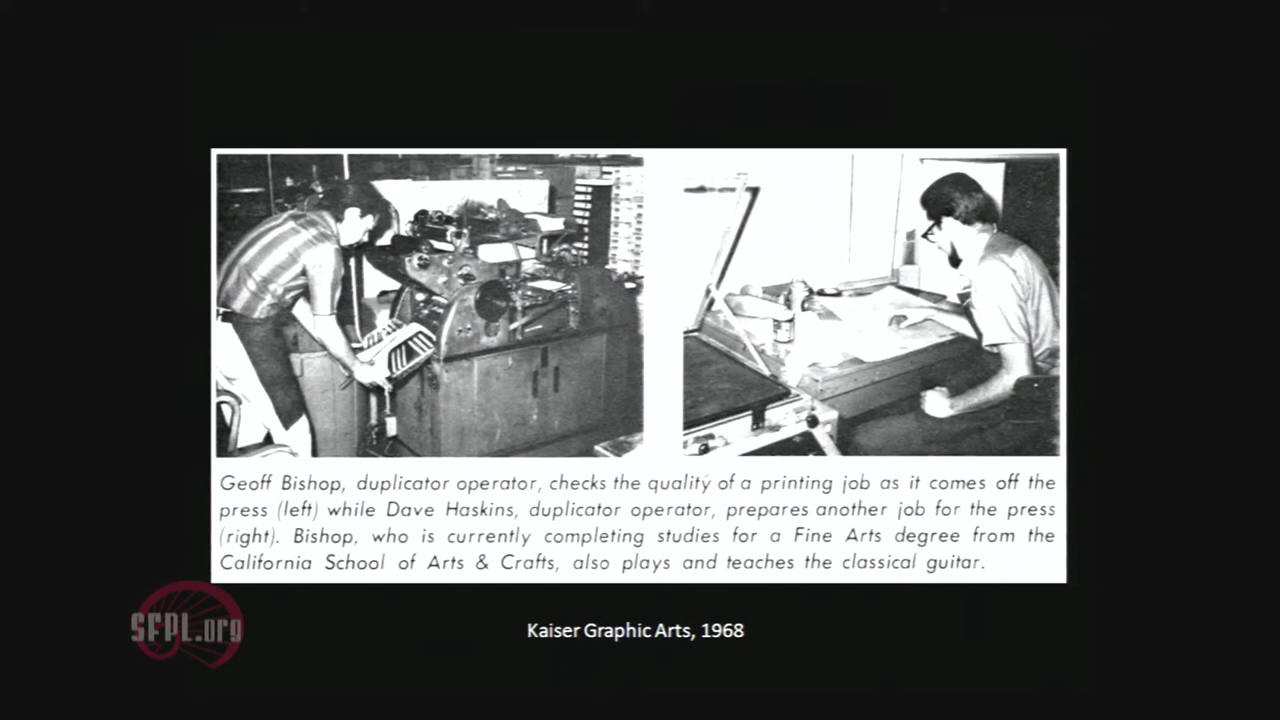 Geoff Bishop, duplicator operator, checks the quality of a printing job as it comes off the
press (left) while Dave Haskins, duplicator operator, prepares another job for the press
(right). Bishop, who is currently completing studies for a Fine Arts degree from the
California School of Arts & Crafts, also plays and teaches the classical guitar.
SFPL.org
Kaiser Graphic Arts, 1968